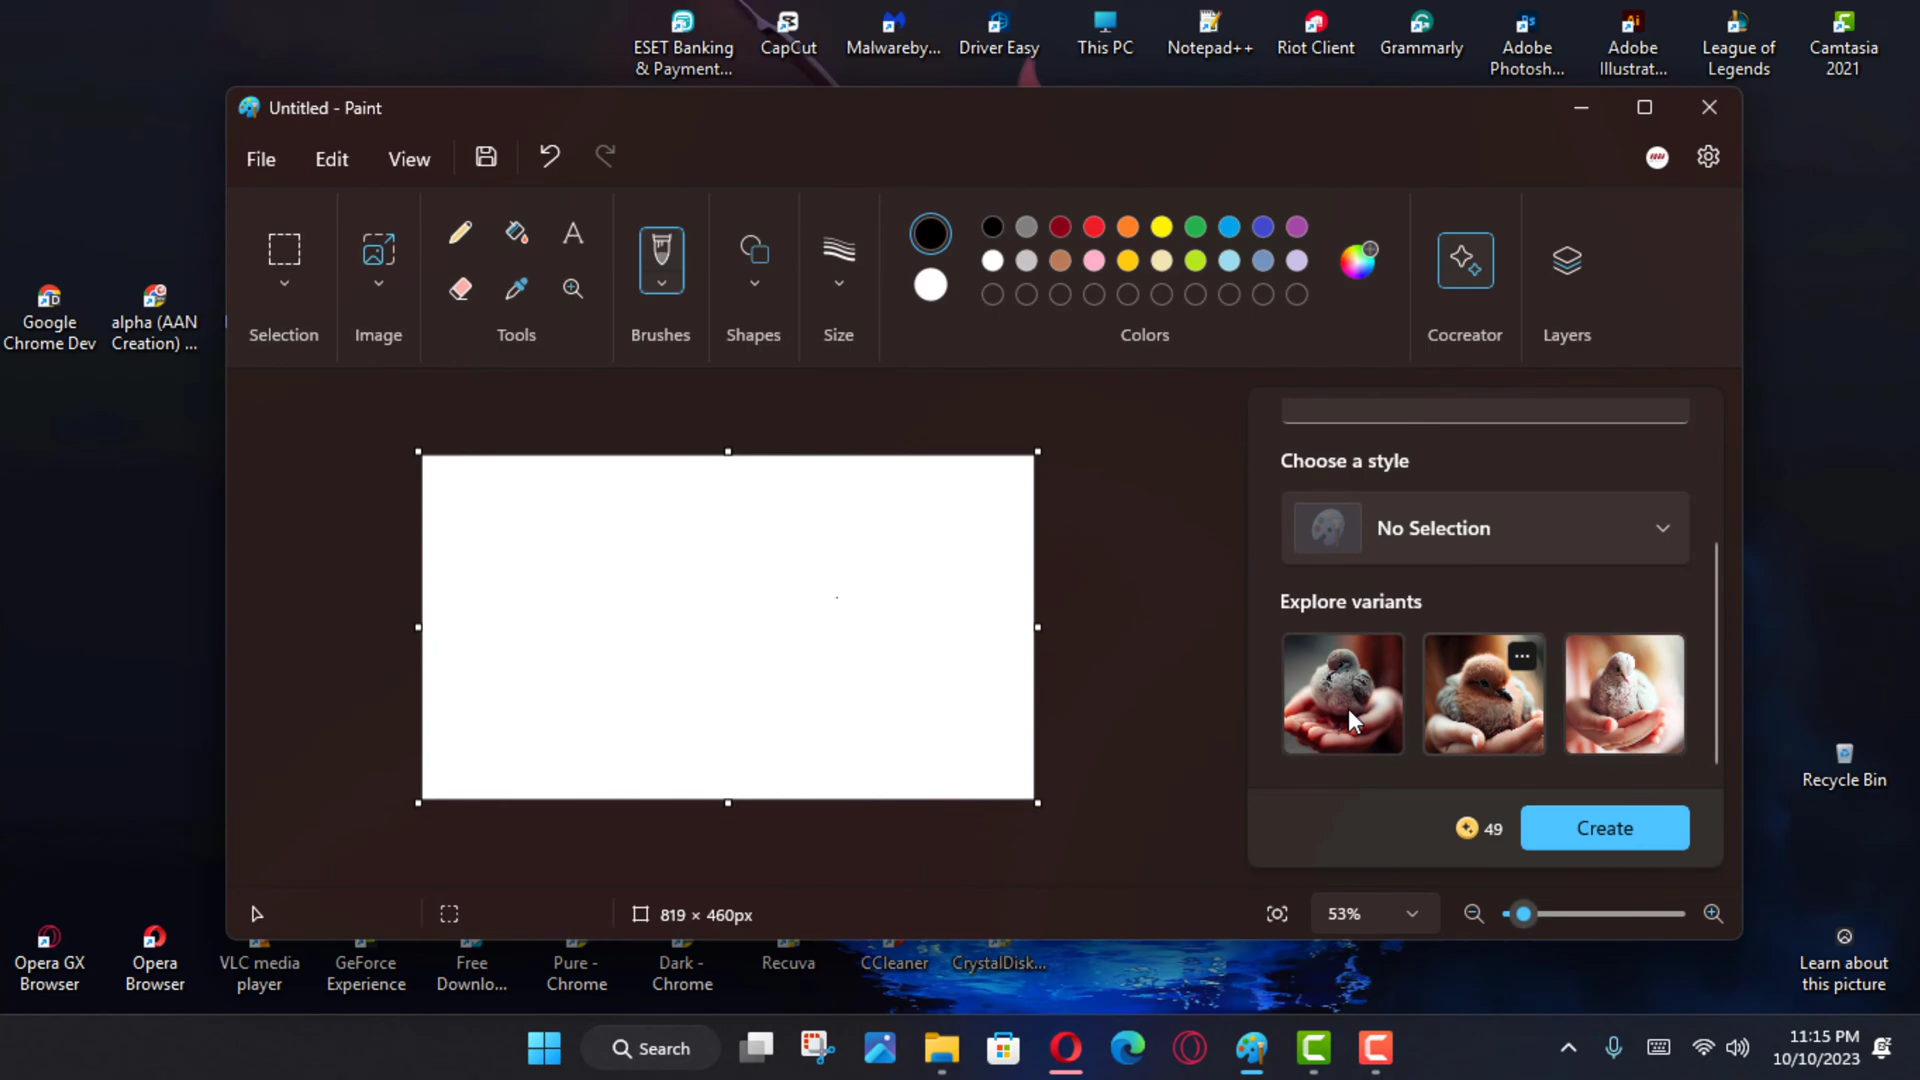 ESET Banking
& Payment...
CapCut
Malwareby...
Driver Easy
This PC
Notepad++
Riot Client
Grammarly
Adobe
Photosh...
Adobe
Illustrat...
League of
Legends
Camtasia
2021
Untitled - Paint
File
Edit
View
Selection
Image
Tools
Brushes
Shapes
Size
Colors
Cocreator
Layers
Google
Chrome Dev
alpha (AAN
Creation) ...
Choose a style
No Selection
Explore variants
49
Create
819 × 460px
53%
Recycle Bin
Opera GX
Browser
Opera
Browser
VLC media
player
GeForce
Experience
Free
Downlo...
Pure -
Chrome
Dark -
Chrome
Recuva
CCleaner
CrystalDisk...
Learn about
this picture
Search
11:15 PM
10/10/2023